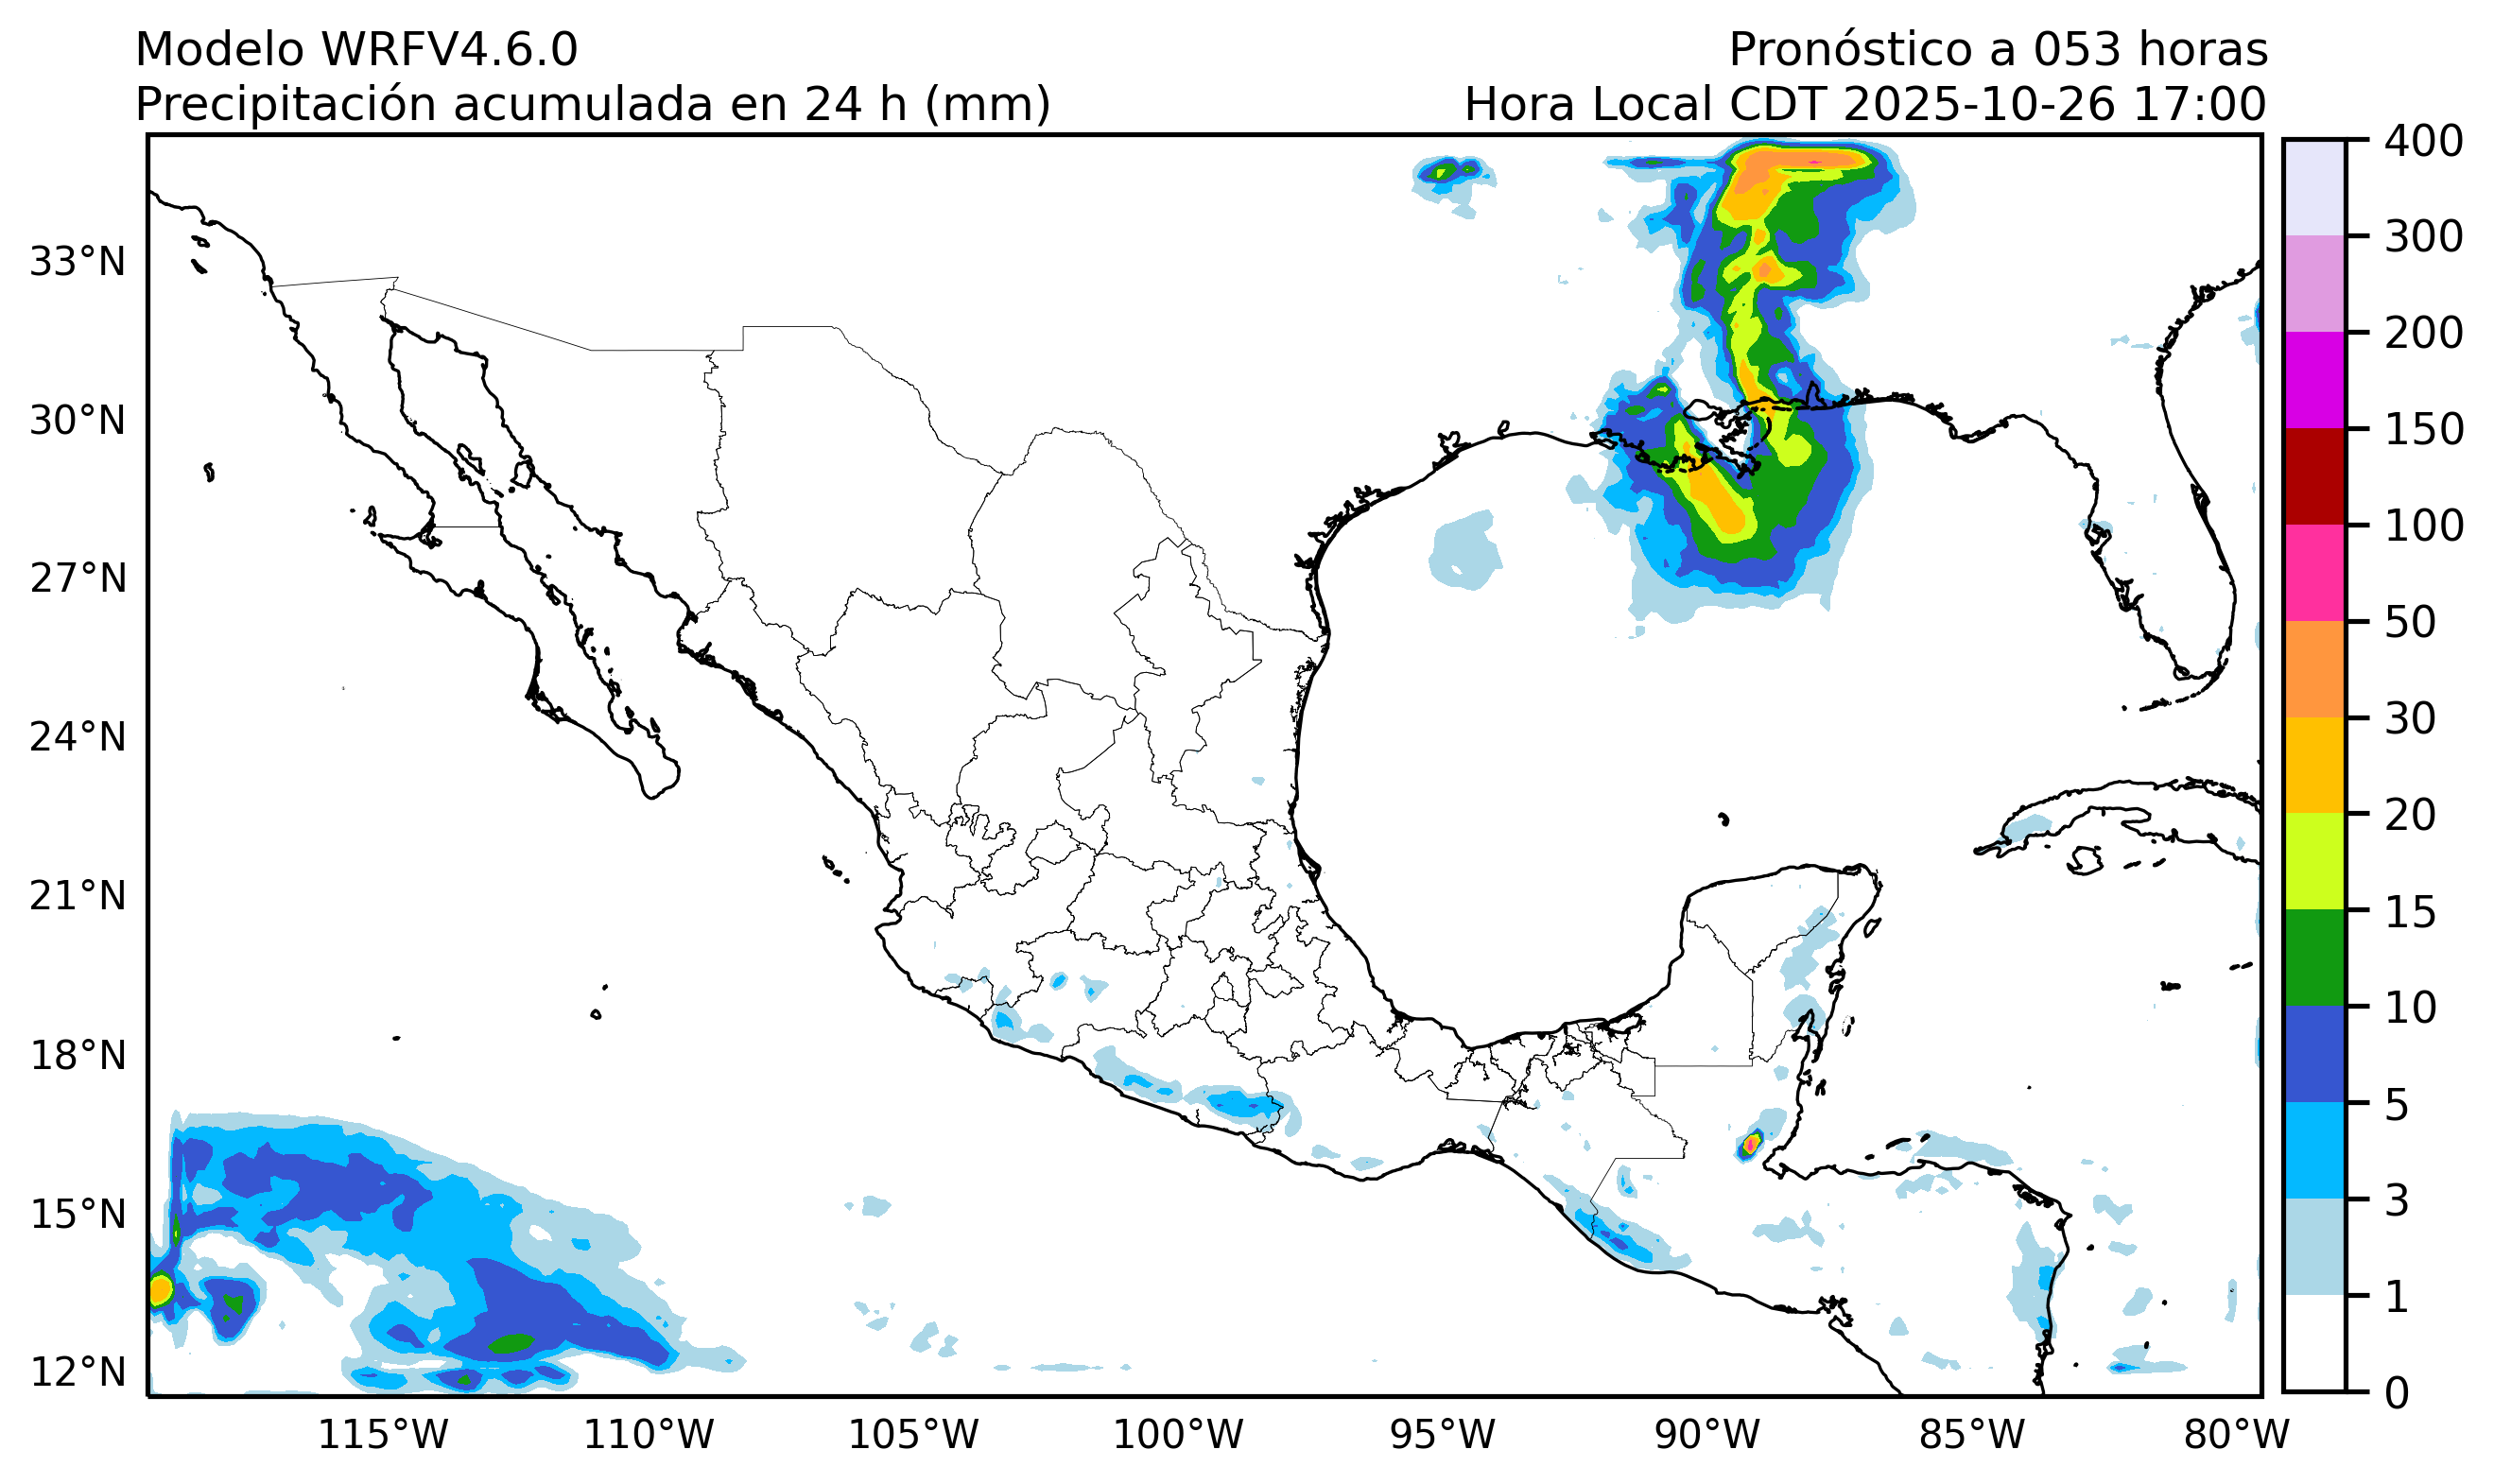 Modelo WRFV4.6.0
Pronóstico a 053 horas
Precipitación acumulada en 24 h (mm)
Hora Local CDT 2025-10-26 17:00
33°N
30°N
27°N
24°N
21°N
18°N
15°N
12°N
115°W
110°W
105°W
100°W
95°W
90°W
85°W
80°W
400
300
200
150
100
50
30
20
15
10
5
3
1
0